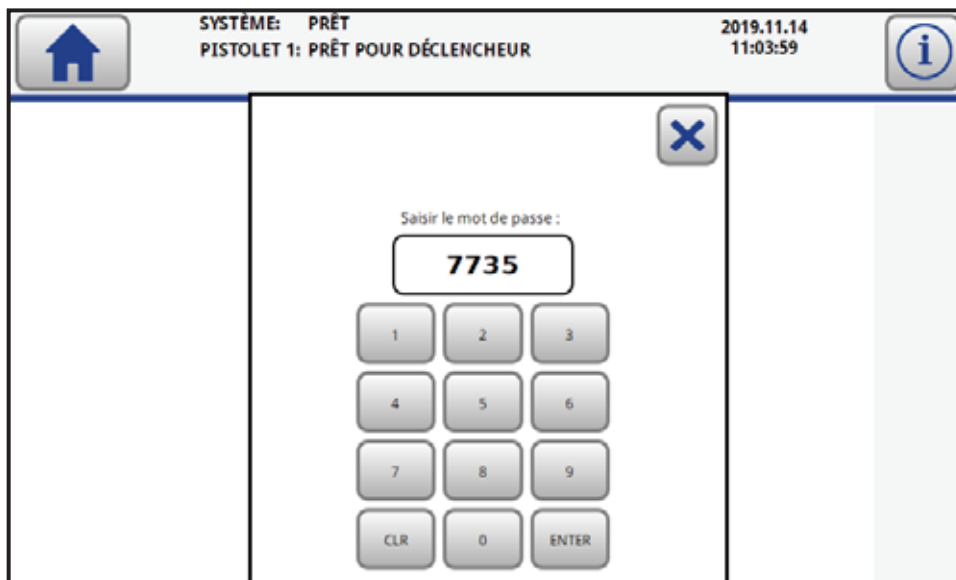 SYSTÈME: PRÊT
2019.11.14
PISTOLET 1: PRÊT POUR DÉCLENCHEUR
11:03:59
i
Saisir le mot de passe :
7735
1 2 3
4 5 6
7 8 9
CLR 0 ENTER